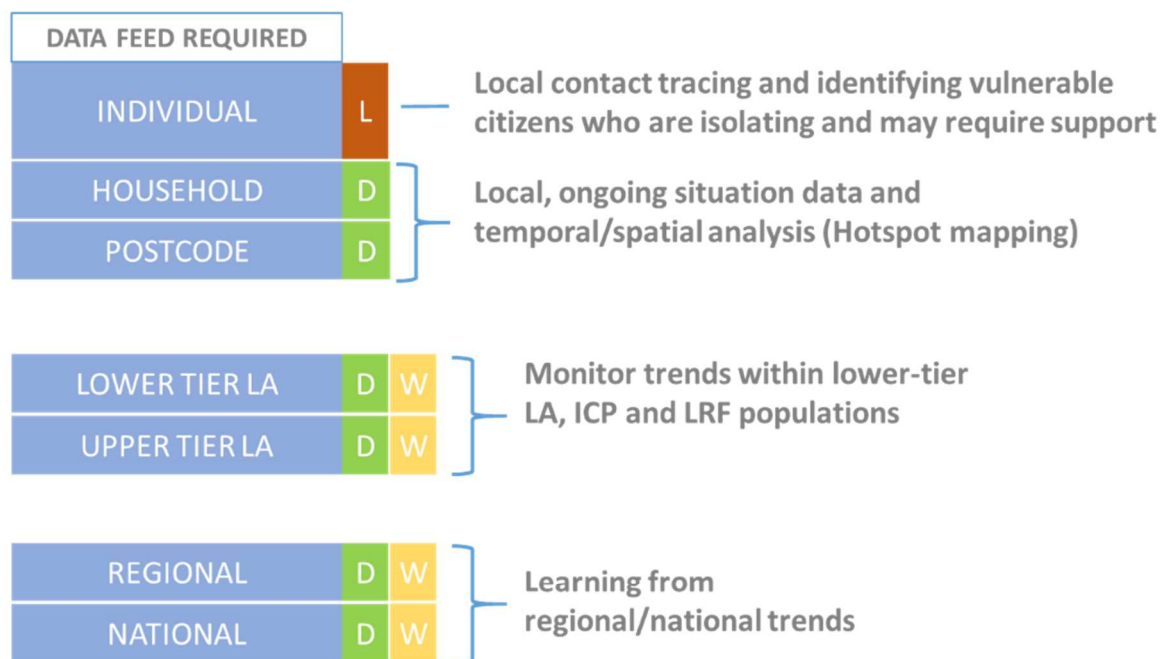 DATA FEED REQUIRED
INDIVIDUAL L
Local contact tracing and identifying vulnerable
citizens who are isolating and may require support
HOUSEHOLD D
POSTCODE D
Local, ongoing situation data and
temporal/spatial analysis (Hotspot mapping)
LOWER TIER LA D W
UPPER TIER LA D W
Monitor trends within lower-tier
LA, ICP and LRF populations
REGIONAL D W
NATIONAL D W
Learning from
regional/national trends